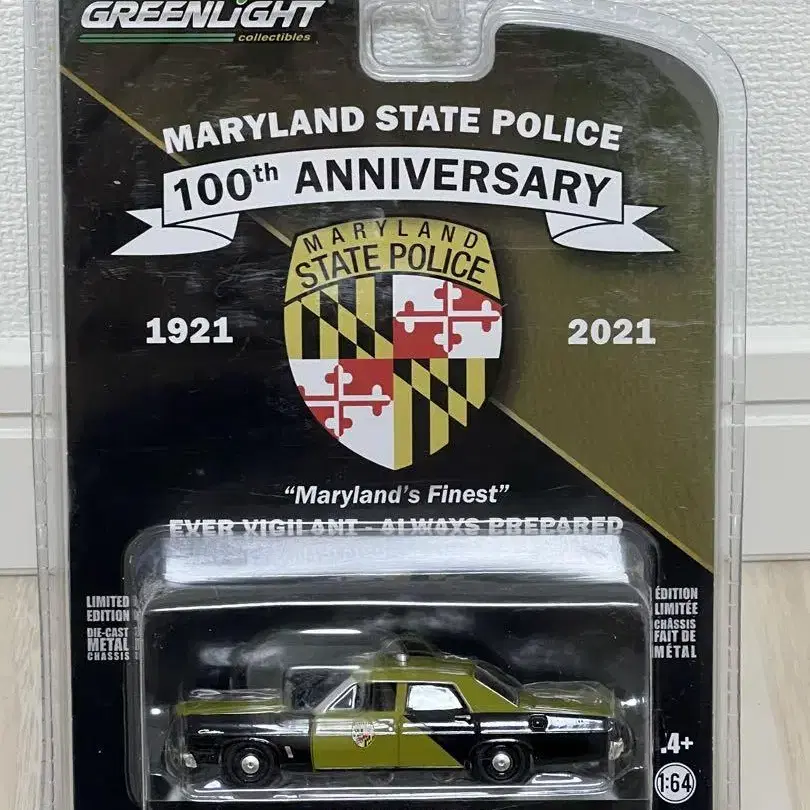 GREENLIGHT
collectibles
MARYLAND STATE POLICE
100th ANNIVERSARY
MARYLAND
STATE POLICE
1921
2021
“Maryland’s Finest”
EVER VIGILANT - ALWAYS PREPARED
LIMITED
EDITION
DIE-CAST
METAL
CHASSIS
ÉDITION
LIMITÉE
CHÂSSIS
FAIT DE
MÉTAL
4+
1:64